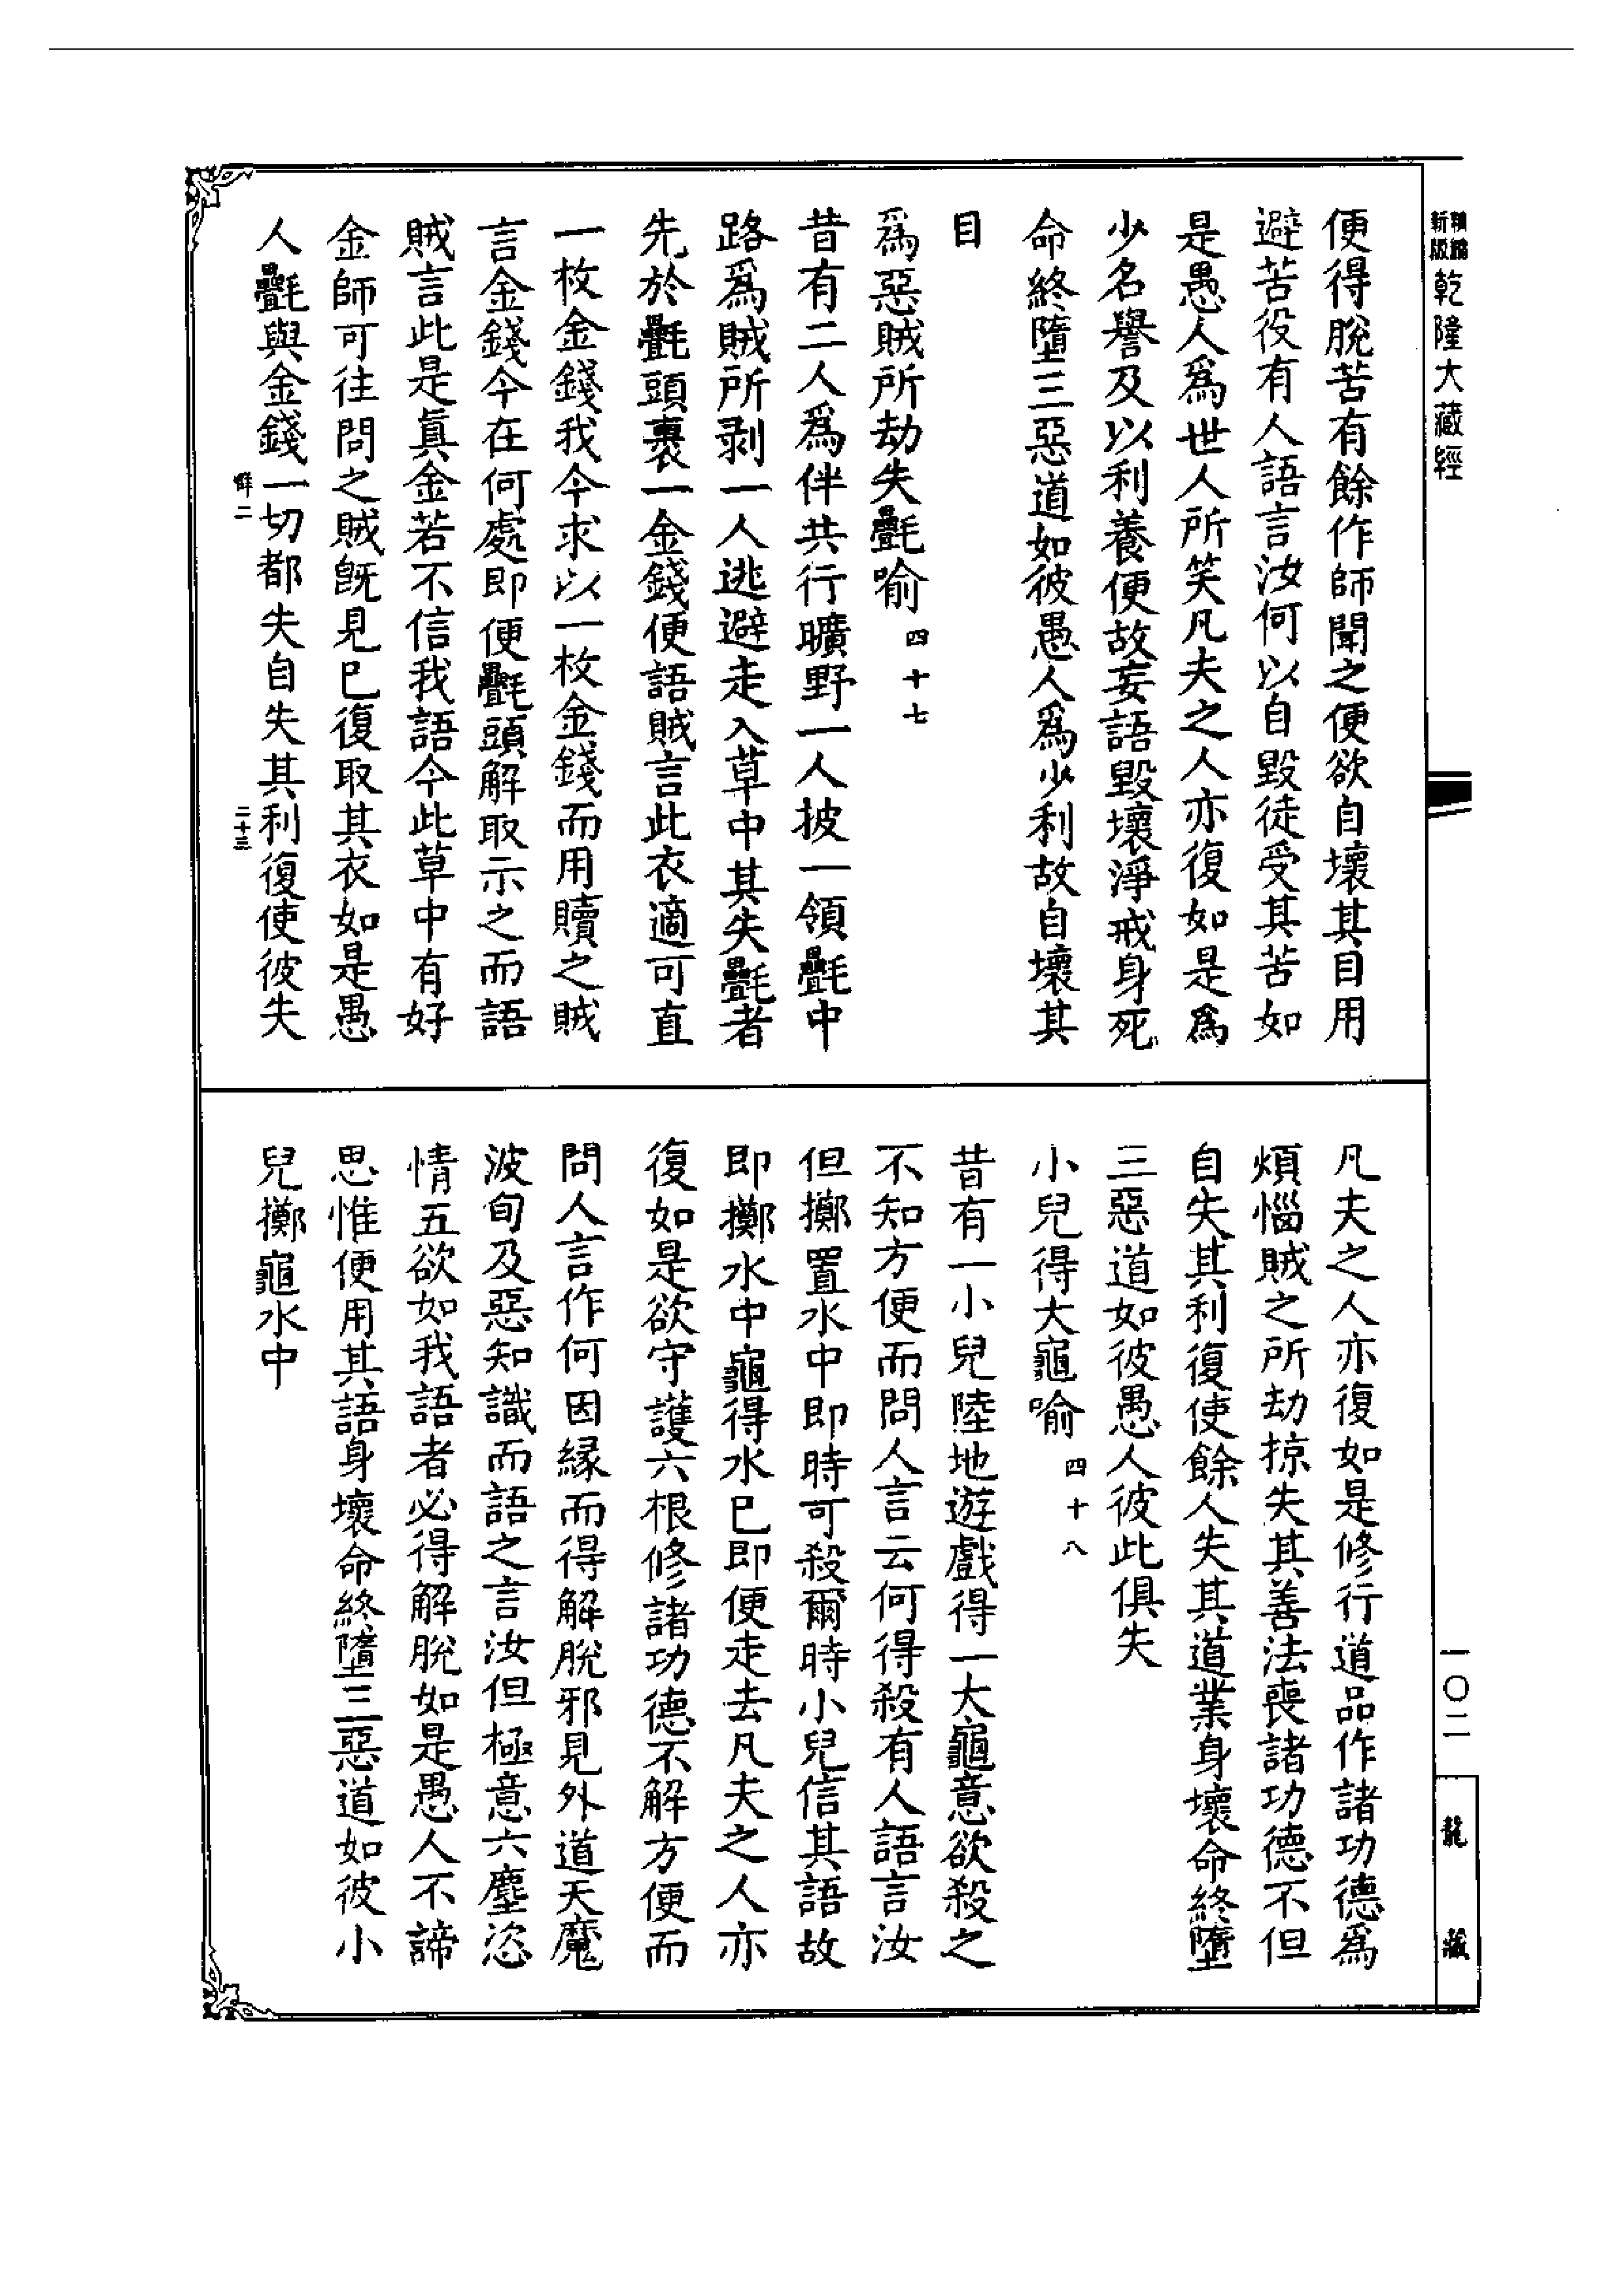 精編
新版
乾隆大藏經
便得脫苦有餘作師聞之便欲自壞其目用
避苦役有人語言汝何以自毀徒受其苦如
是愚人為世人所笑凡夫之人亦復如是為
少名譽及以利養便故妄語毀壞淨戒身死
命終墮三惡道如彼愚人為少利故自壞其
目
為惡賊所劫失㲲喻四十七
昔有二人為伴共行曠野一人披一領㲲中
路為賊所剥一人逃避走入草中其失㲲者
先於㲲頭裹一金錢便語賊言此衣適可直
一枚金錢我今求以一枚金錢而用贖之賊
言金錢今在何處即便㲲頭解取示之而語
賊言此是真金若不信我語今此草中有好
金師可往問之賊既見已復取其衣如是愚
人㲲與金錢一切都失自失其利復使彼失
二十三
凡夫之人亦復如是修行道品作諸功德為
煩惱賊之所劫掠失其善法喪諸功德不但
自失其利復使餘人失其道業身壞命終墮
三惡道如彼愚人彼此俱失
小兒得大龜喻四十八
昔有一小兒陸地遊戲得一大龜意欲殺之
不知方便而問人言云何得殺有人語言汝
但擲置水中即時可殺爾時小兒信其語故
即擲水中龜得水已即便走去凡夫之人亦
復如是欲守護六根修諸功德不解方便而
問人言作何因緣而得解脫邪見外道天魔
波旬及惡知識而語之言汝但極意六塵恣
情五欲如我語者必得解脫如是愚人不諦
思惟便用其語身壞命終墮三惡道如彼小
兒擲龜水中
一〇二
龍藏